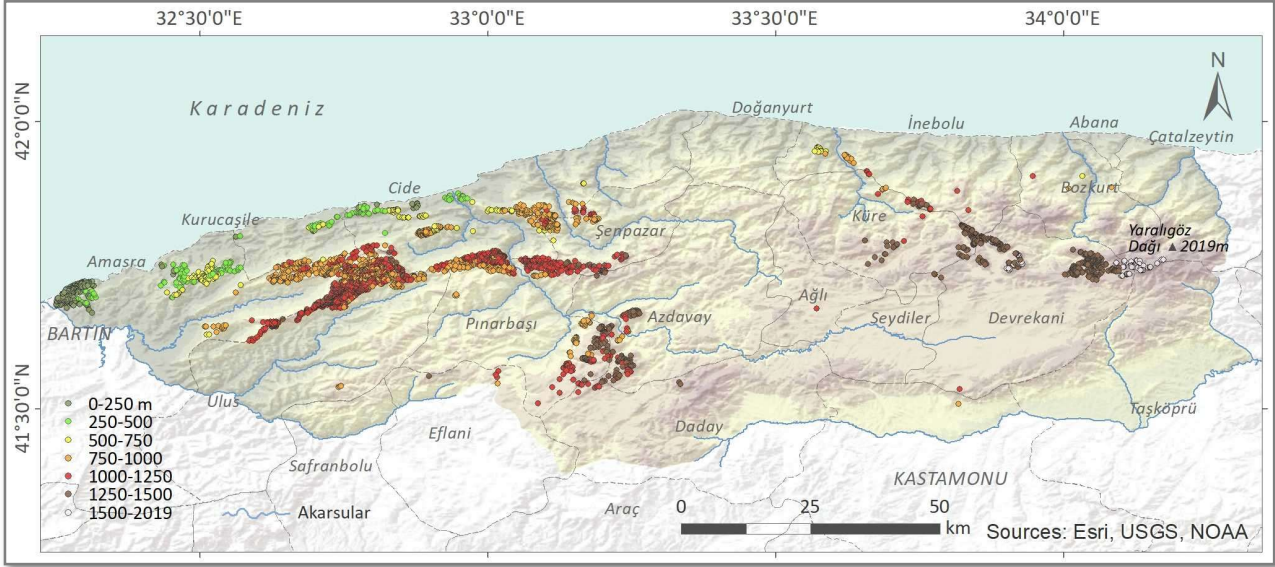 32°30'0"E 33°0'0"E 33°30'0"E 34°0'0"E
N
Karadeniz
Doğanyurt
İnebolu
Abana
Çatalzeytin
42°0'0"N
Cide
Bozkurt
Kurucaşile
Küre
Şenpazar
Yaralıgöz
Dağı ▲ 2019m
Amasra
Ağlı
BARTIN
Pınarbaşı
Azdavay
Seydiler
Devrekani
41°30'0"N
Ulus
Taşköprü
Eflani
Daday
Safranbolu
KASTAMONU
Araç
0-250 m
250-500
500-750
750-1000
1000-1250
1250-1500
1500-2019
Akarsular
0 25 50
km
Sources: Esri, USGS, NOAA